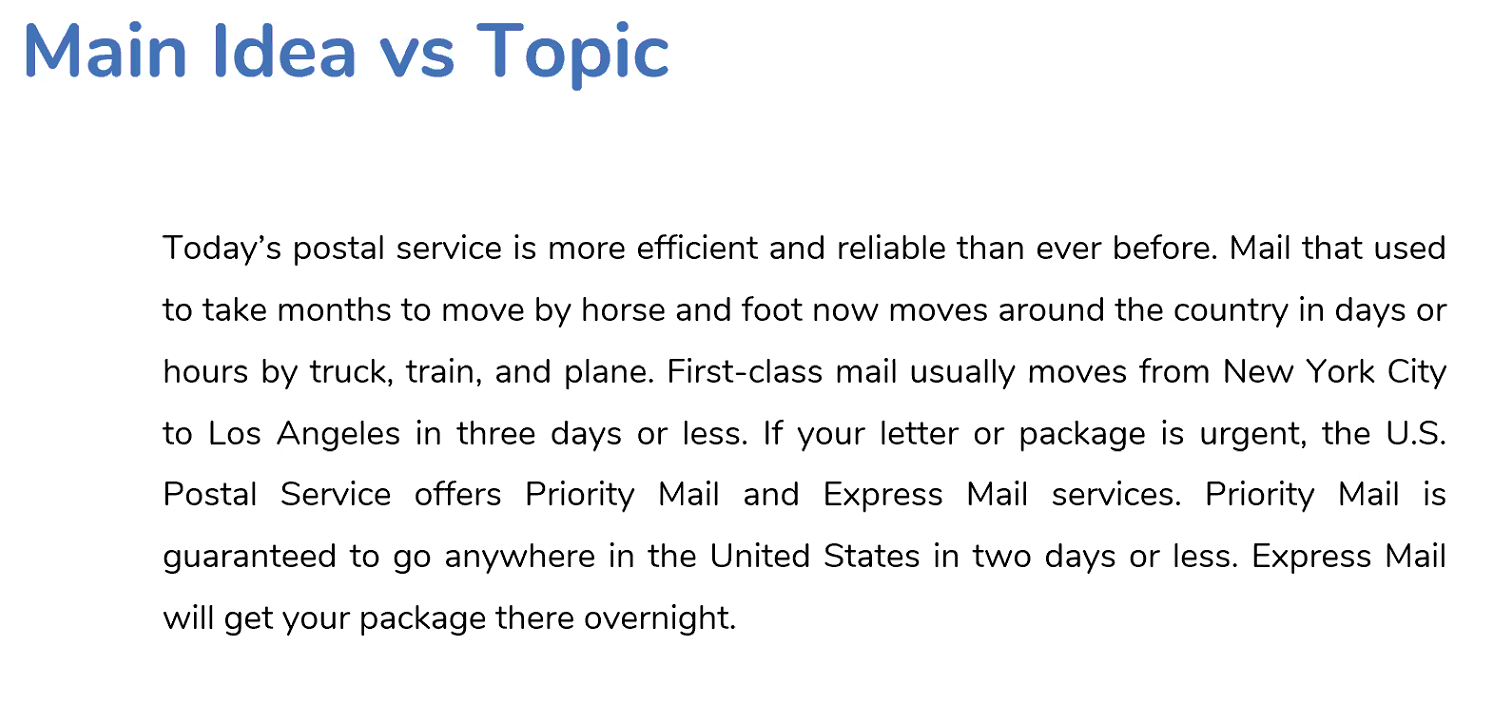 Main Idea vs Topic
Today’s postal service is more efficient and reliable than ever before. Mail that used
to take months to move by horse and foot now moves around the country in days or
hours by truck, train, and plane. First-class mail usually moves from New York City
to Los Angeles in three days or less. If your letter or package is urgent, the U.S.
Postal Service offers Priority Mail and Express Mail services. Priority Mail is
guaranteed to go anywhere in the United States in two days or less. Express Mail
will get your package there overnight.